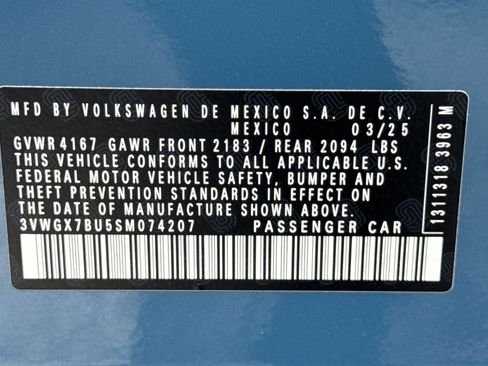 MFD BY VOLKSWAGEN DE MEXICO S.A. DE C.V.
MEXICO 03/25
GVWR 4167 GAWR FRONT 2183 / REAR 2094 LBS
THIS VEHICLE CONFORMS TO ALL APPLICABLE U.S.
FEDERAL MOTOR VEHICLE SAFETY, BUMPER AND
THEFT PREVENTION STANDARDS IN EFFECT ON
DATE OF MANUFACTURE SHOWN ABOVE
3VWGX7BU5SM074207 PASSENGER CAR
1311318 3963 M